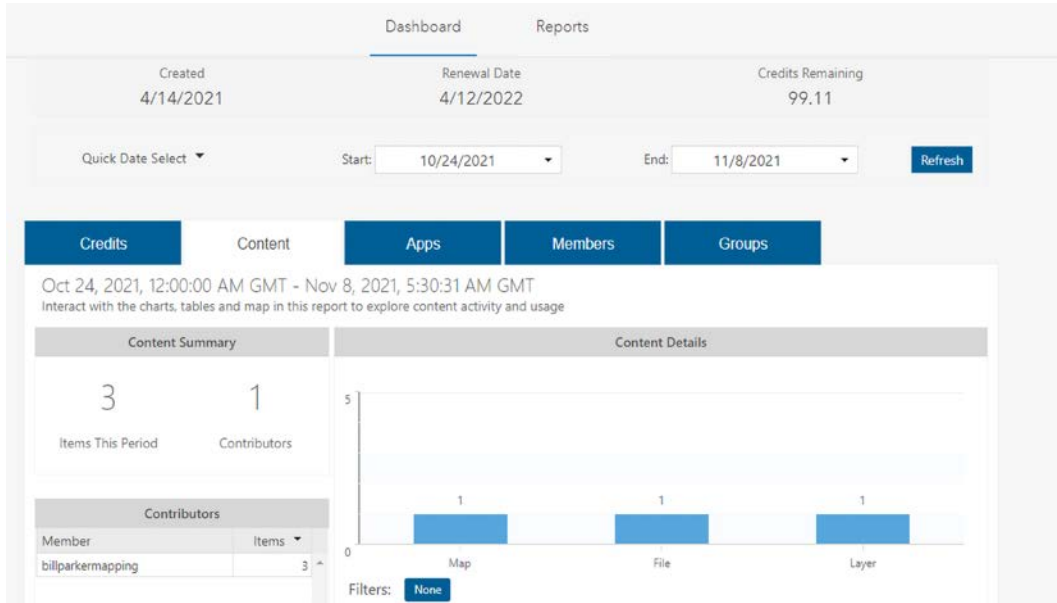 Dashboard Reports
Created Renewal Date Credits Remaining
4/14/2021 4/12/2022 99.11
Quick Date Select Start: 10/24/2021 End: 11/8/2021 Refresh
Credits Content Apps Members Groups
Oct 24, 2021, 12:00:00 AM GMT - Nov 8, 2021, 5:30:31 AM GMT
Interact with the charts, tables and map in this report to explore content activity and usage
Content Summary
3 1
Items This Period Contributors
Contributors
Member Items
billparkermapping 3
Content Details
5
1 1 1
0
Map File Layer
Filters: None